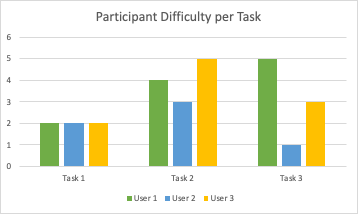 Participant Difficulty per Task
6
5
4
3
2
1
0
Task 1 Task 2 Task 3
User 1 User 2 User 3